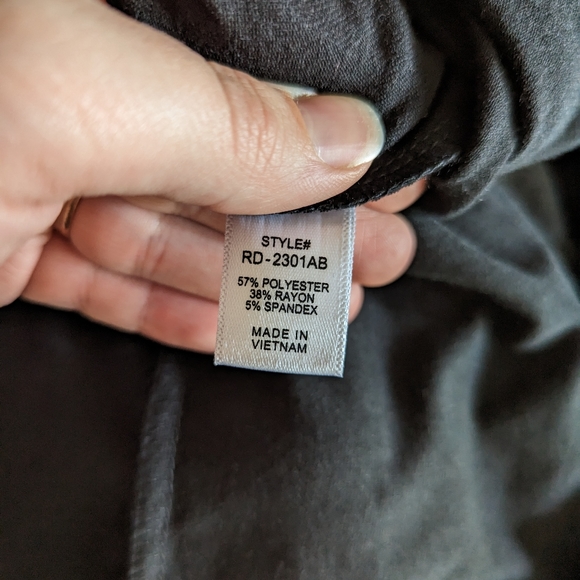 STYLE#
RD-2301AB
57% POLYESTER
38% RAYON
5% SPANDEX
MADE IN
VIETNAM